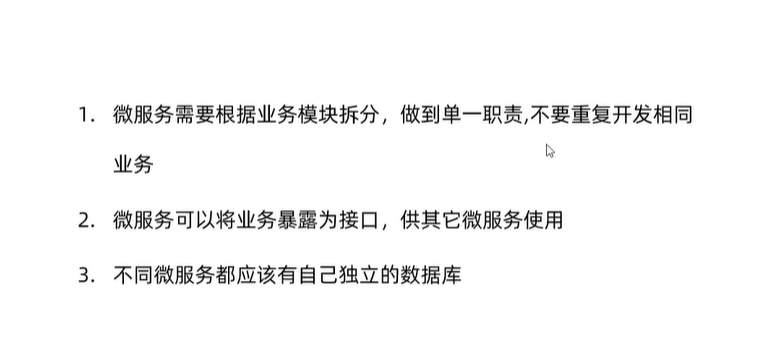 1. 微服务需要根据业务模块拆分，做到单一职责,不要重复开发相同
业务
2. 微服务可以将业务暴露为接口，供其它微服务使用
3. 不同微服务都应该有自己独立的数据库